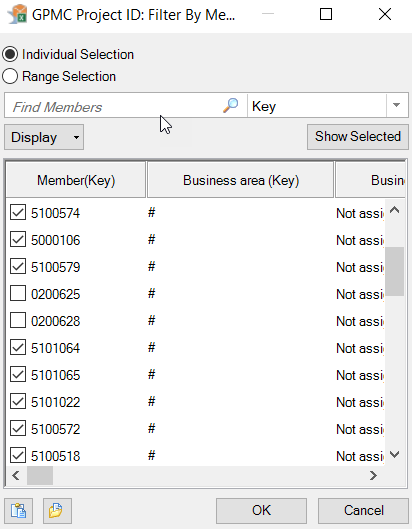 GPMC Project ID: Filter By Me...
Individual Selection
Range Selection
Find Members Key
Display Show Selected
Member(Key) Business area (Key) Busin
5100574 # Not assi
5000106 # Not assi
5100579 # Not assi
0200625 # Not assi
0200628 # Not assi
5101064 # Not assi
5101065 # Not assi
5101022 # Not assi
5100572 # Not assi
5100518 # Not assi
OK Cancel